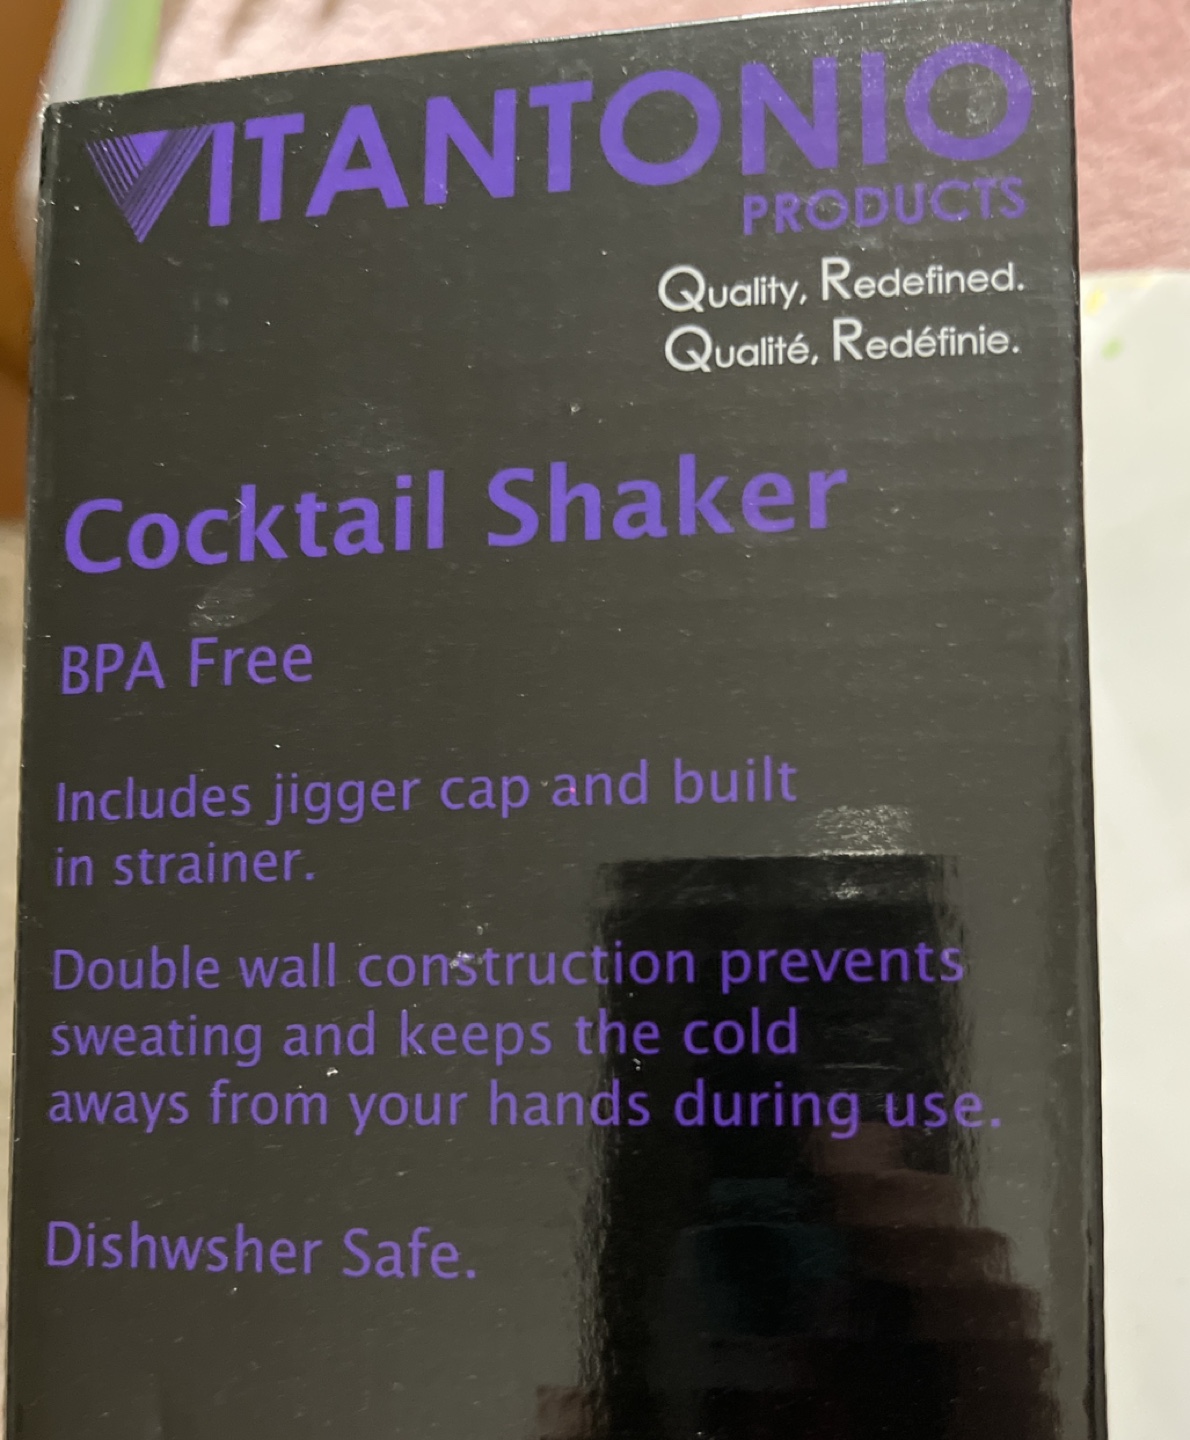 VITANTONIO
PRODUCTS
Quality, Redefined.
Qualité, Redéfinie.
Cocktail Shaker
BPA Free
Includes jigger cap and built
in strainer.
Double wall construction prevents
sweating and keeps the cold
aways from your hands during use.
Dishwsher Safe.